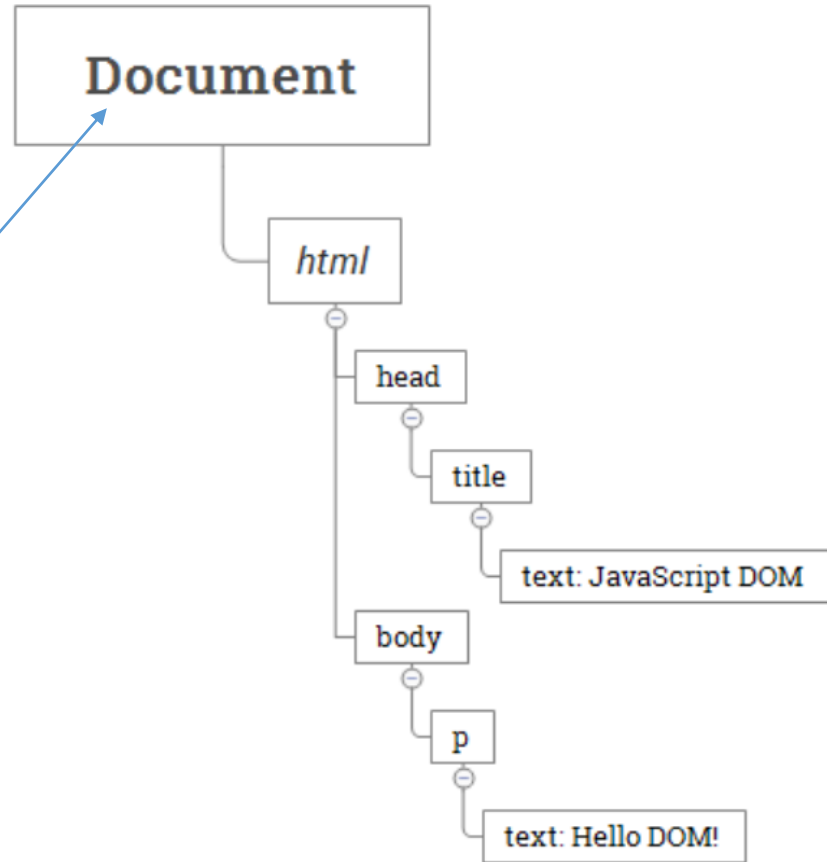 Document
html
head
title
text: JavaScript DOM
body
p
text: Hello DOM!